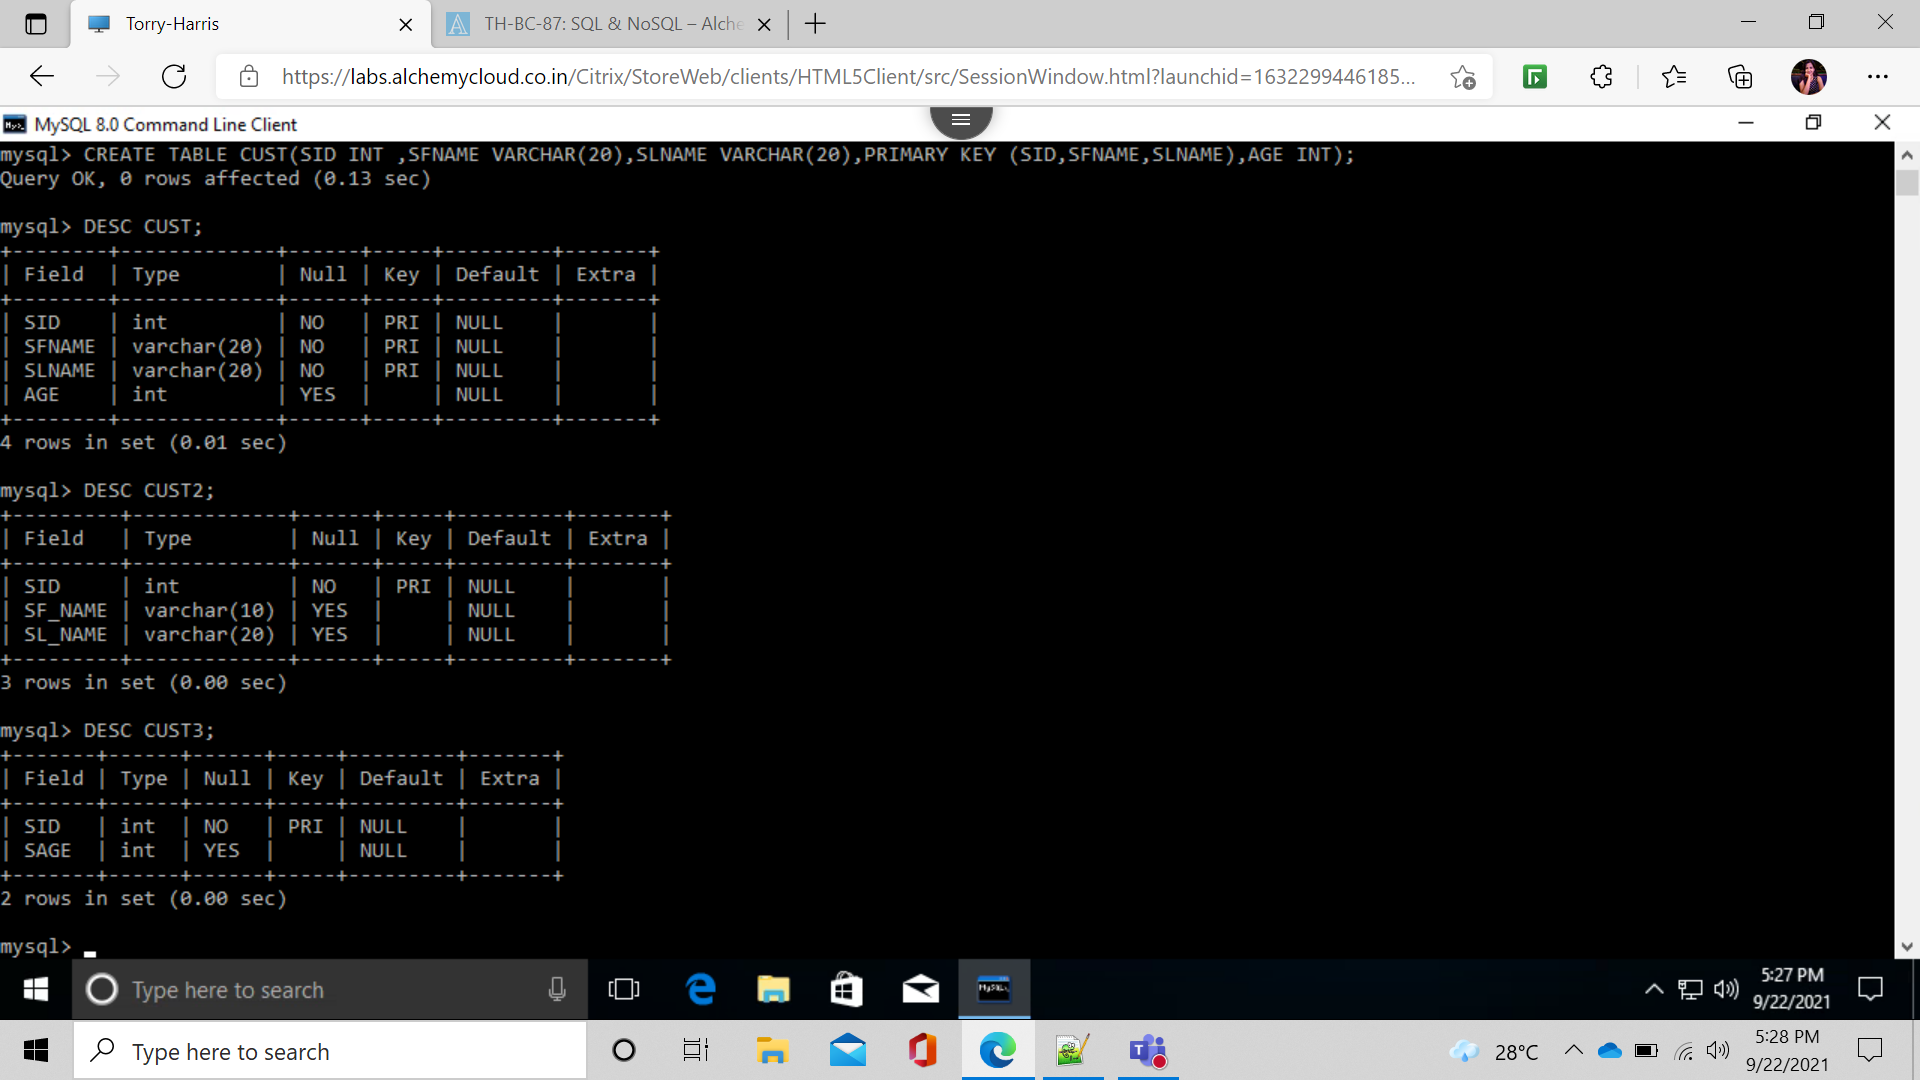 Torry-Harris
TH-BC-87: SQL & NoSQL – Alche
https://labs.alchemycloud.co.in/Citrix/StoreWeb/clients/HTML5Client/src/SessionWindow.html?launchid=1632299446185...
MySQL 8.0 Command Line Client
mysql> CREATE TABLE CUST(SID INT ,SFNAME VARCHAR(20),SLNAME VARCHAR(20),PRIMARY KEY (SID,SFNAME,SLNAME),AGE INT);
Query OK, 0 rows affected (0.13 sec)
mysql> DESC CUST;
+--------+-------------+------+-----+---------+-------+
| Field  | Type        | Null | Key | Default | Extra |
+--------+-------------+------+-----+---------+-------+
| SID    | int         | NO   | PRI | NULL    |       |
| SFNAME | varchar(20) | NO   | PRI | NULL    |       |
| SLNAME | varchar(20) | NO   | PRI | NULL    |       |
| AGE    | int         | YES  |     | NULL    |       |
+--------+-------------+------+-----+---------+-------+
4 rows in set (0.01 sec)
mysql> DESC CUST2;
+---------+-------------+------+-----+---------+-------+
| Field   | Type        | Null | Key | Default | Extra |
+---------+-------------+------+-----+---------+-------+
| SID     | int         | NO   | PRI | NULL    |       |
| SF_NAME | varchar(10) | YES  |     | NULL    |       |
| SL_NAME | varchar(20) | YES  |     | NULL    |       |
+---------+-------------+------+-----+---------+-------+
3 rows in set (0.00 sec)
mysql> DESC CUST3;
+-------+------+------+-----+---------+-------+
| Field | Type | Null | Key | Default | Extra |
+-------+------+------+-----+---------+-------+
| SID   | int  | NO   | PRI | NULL    |       |
| SAGE  | int  | YES  |     | NULL    |       |
+-------+------+------+-----+---------+-------+
2 rows in set (0.00 sec)
mysql>
Type here to search
5:27 PM
9/22/2021
Type here to search
28°C
5:28 PM
9/22/2021